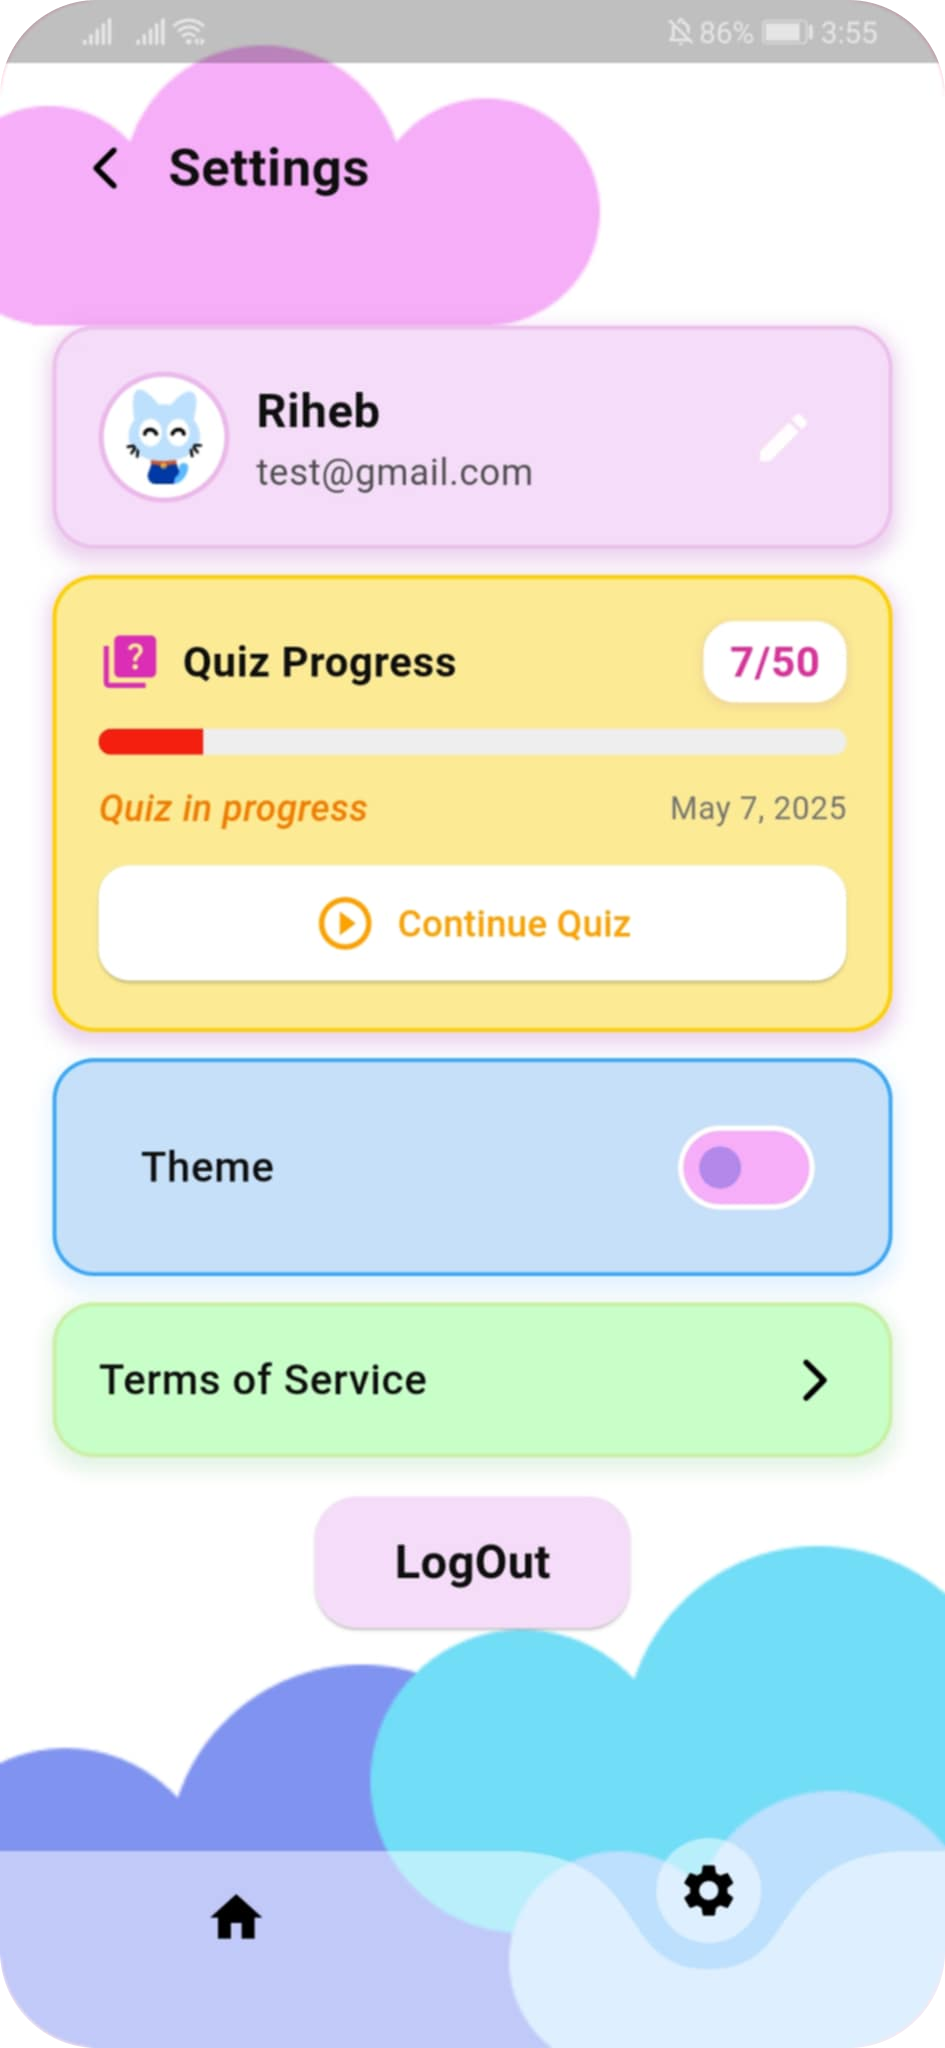 86% 3:55
Settings
Riheb
test@gmail.com
? Quiz Progress 7/50
Quiz in progress May 7, 2025
Continue Quiz
Theme
Terms of Service
LogOut